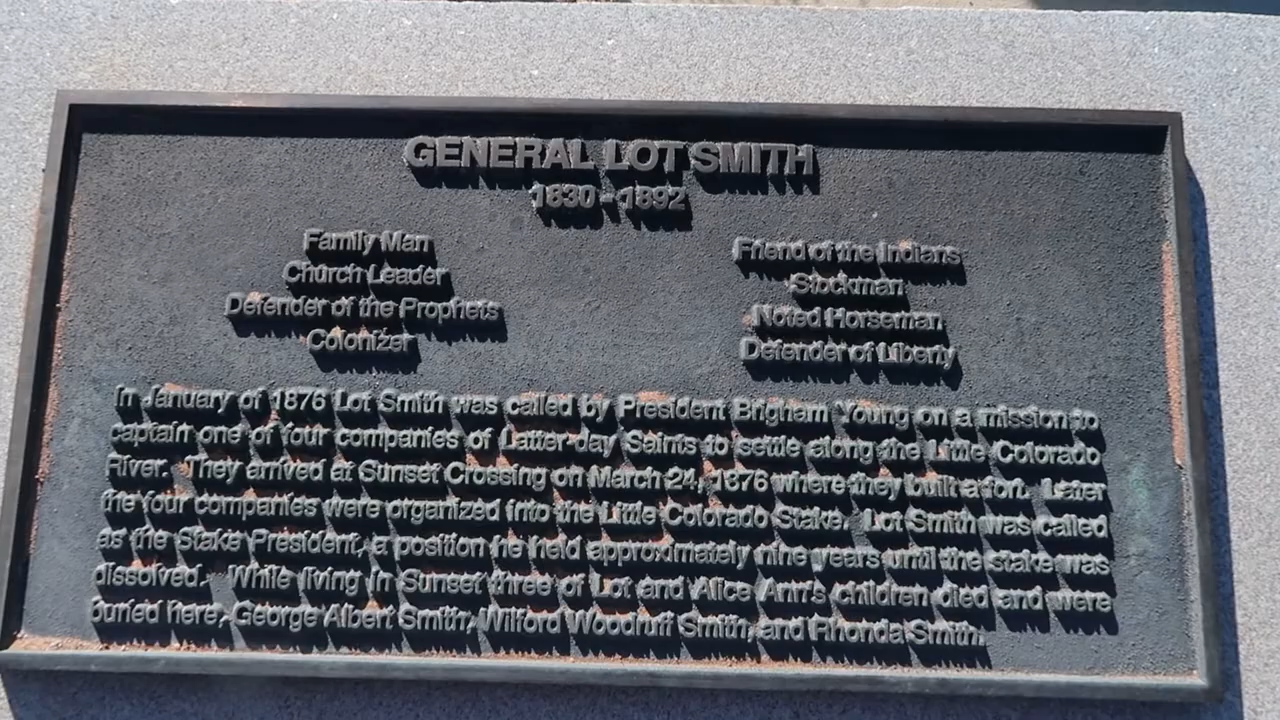 GENERAL LOT SMITH
1830 - 1892
Family Man
Church Leader
Defender of the Prophets
Colonizer
Friend of the Indians
Stockman
Noted Horseman
Defender of Liberty
In January of 1876 Lot Smith was called by President Brigham Young on a mission to
captain one of four companies of Latter-day Saints to settle along the Little Colorado
River. They arrived at Sunset Crossing on March 24, 1876 where they built a fort. Later
the four companies were organized into the Little Colorado Stake. Lot Smith was called
as the Stake President, a position he held approximately nine years until the stake was
dissolved. While living in Sunset three of Lot and Alice Ann's children died and were
buried here, George Albert Smith, Wilford Woodruff Smith, and Rhonda Smith.